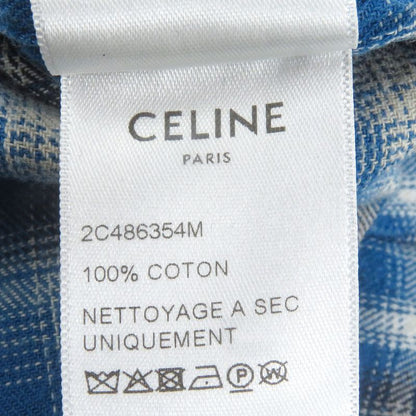 CELINE
PARIS
2C486354M
100% COTON
NETTOYAGE A SEC
UNIQUEMENT
P W